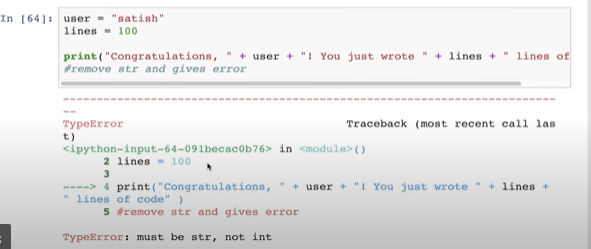 In [64]: user = "satish"
lines = 100
print("Congratulations, " + user + "! You just wrote " + lines + " lines of
#remove str and gives error
---------------------------------------------------------------------------
--
TypeError Traceback (most recent call las
t)
<ipython-input-64-091becac0b76> in <module>()
2 lines = 100
3
----> 4 print("Congratulations, " + user + "! You just wrote " + lines +
" lines of code" )
5 #remove str and gives error
TypeError: must be str, not int